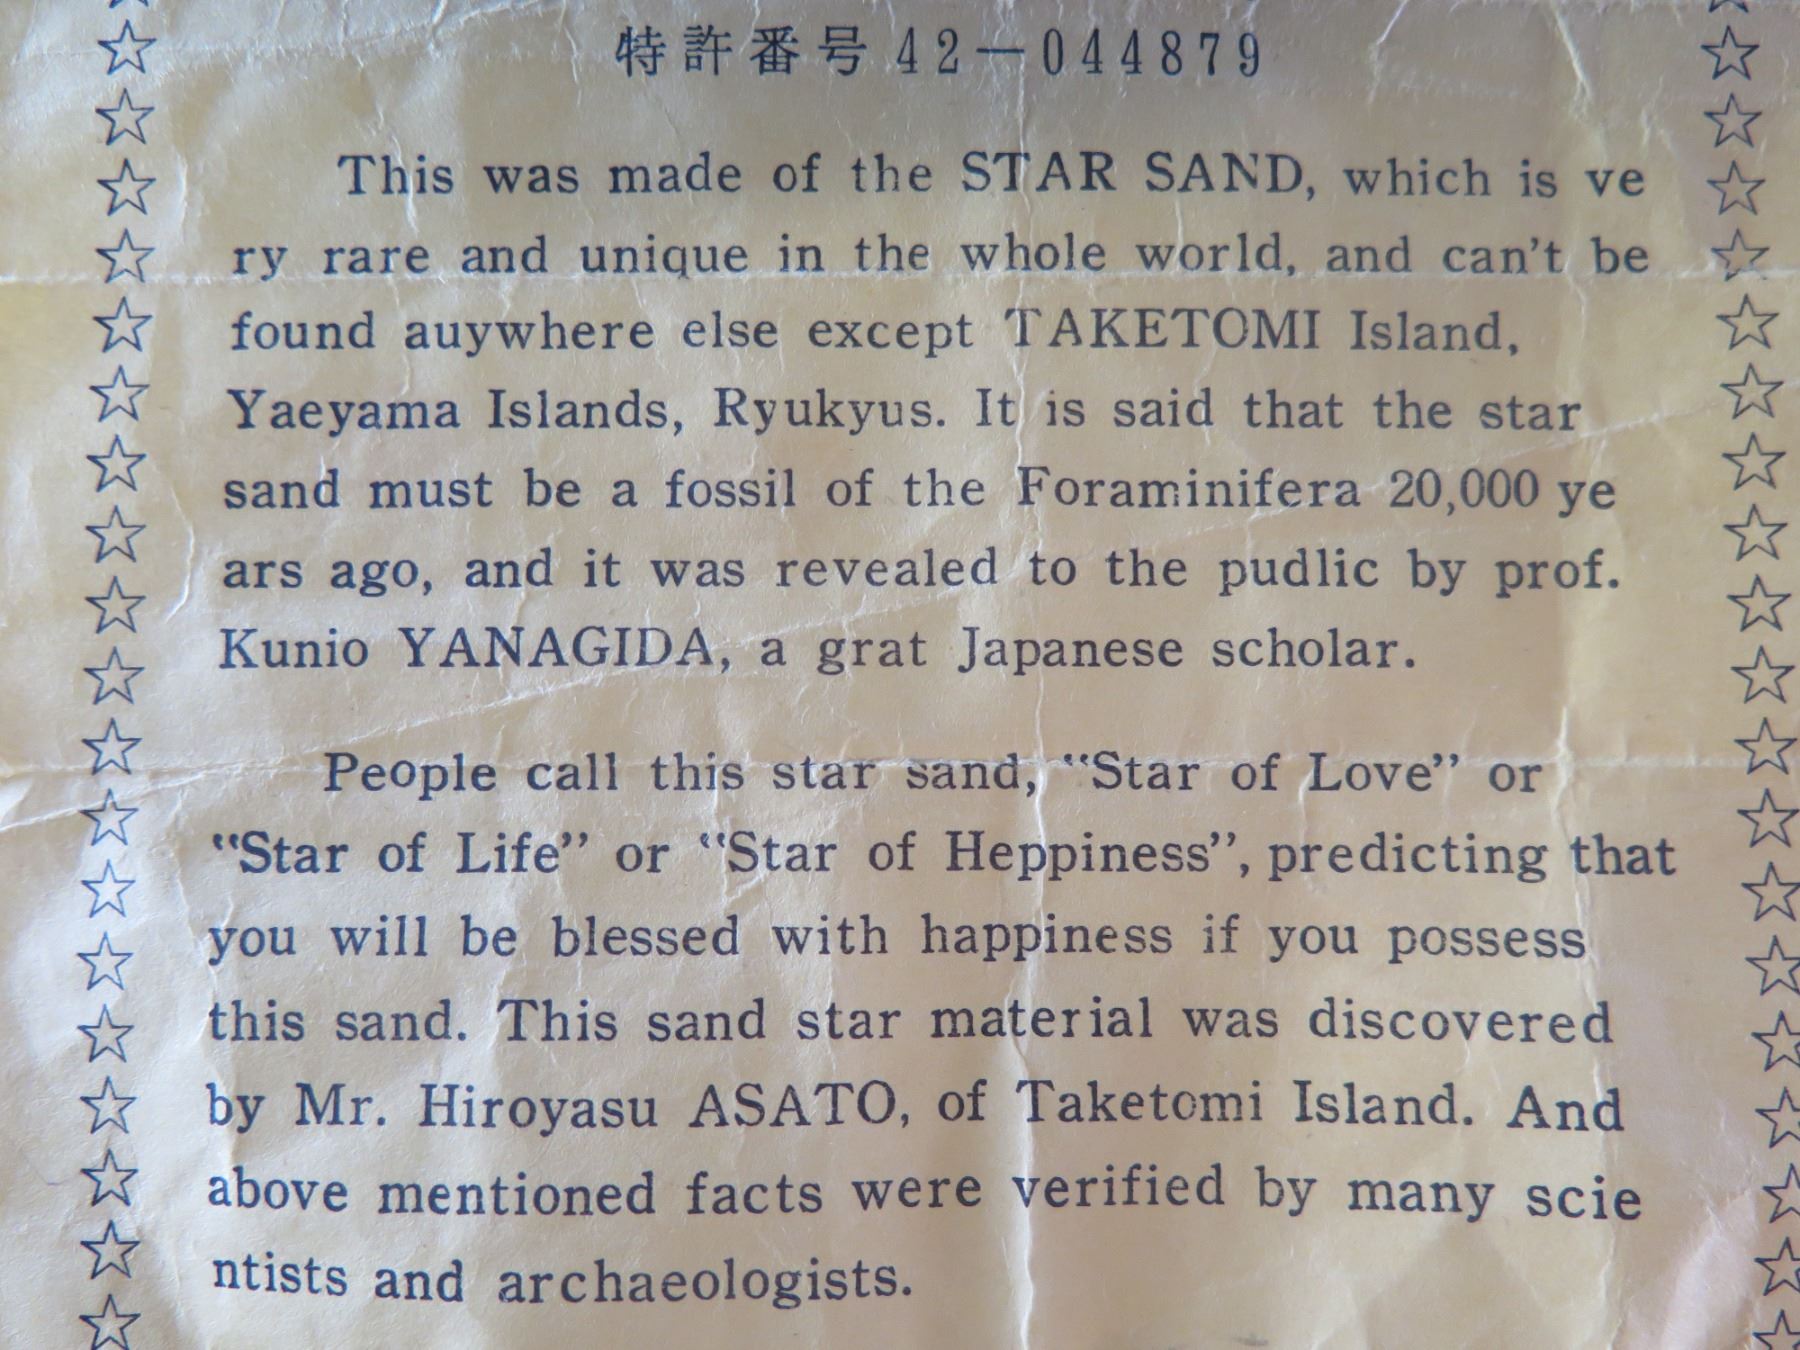 特許番号42—044879
This was made of the STAR SAND, which is ve
ry rare and unique in the whole world, and can't be
found auywhere else except TAKETOMI Island,
Yaeyama Islands, Ryukyus. It is said that the star
sand must be a fossil of the Foraminifera 20,000 ye
ars ago, and it was revealed to the pudlic by prof.
Kunio YANAGIDA, a grat Japanese scholar.
People call this star sand, “Star of Love” or
“Star of Life” or “Star of Heppiness”, predicting that
you will be blessed with happiness if you possess
this sand. This sand star material was discovered
by Mr. Hiroyasu ASATO, of Taketomi Island. And
above mentioned facts were verified by many scie
ntists and archaeologists.